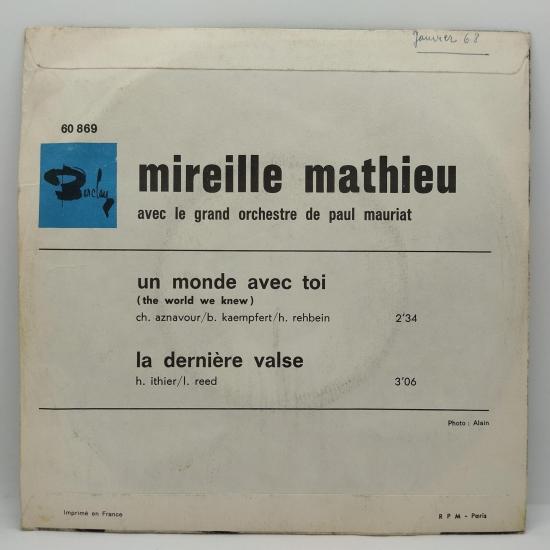 Janvier 68
60 869
Barclay
mireille mathieu
avec le grand orchestre de paul mauriat
un monde avec toi
(the world we knew)
ch. aznavour/b. kaempfert/h. rehbein 2'34
la dernière valse
h. ithier/l. reed 3'06
Photo : Alain
Imprimé en France R P M - Paris